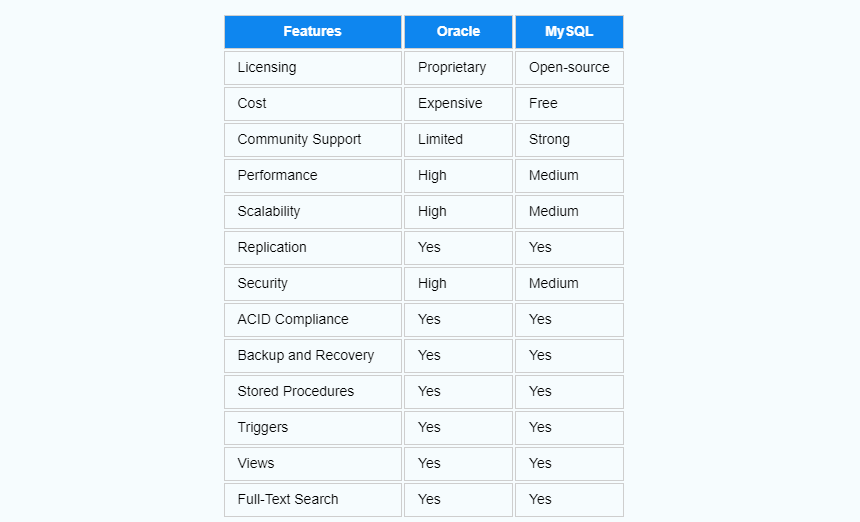 Features Oracle MySQL
Licensing Proprietary Open-source
Cost Expensive Free
Community Support Limited Strong
Performance High Medium
Scalability High Medium
Replication Yes Yes
Security High Medium
ACID Compliance Yes Yes
Backup and Recovery Yes Yes
Stored Procedures Yes Yes
Triggers Yes Yes
Views Yes Yes
Full-Text Search Yes Yes